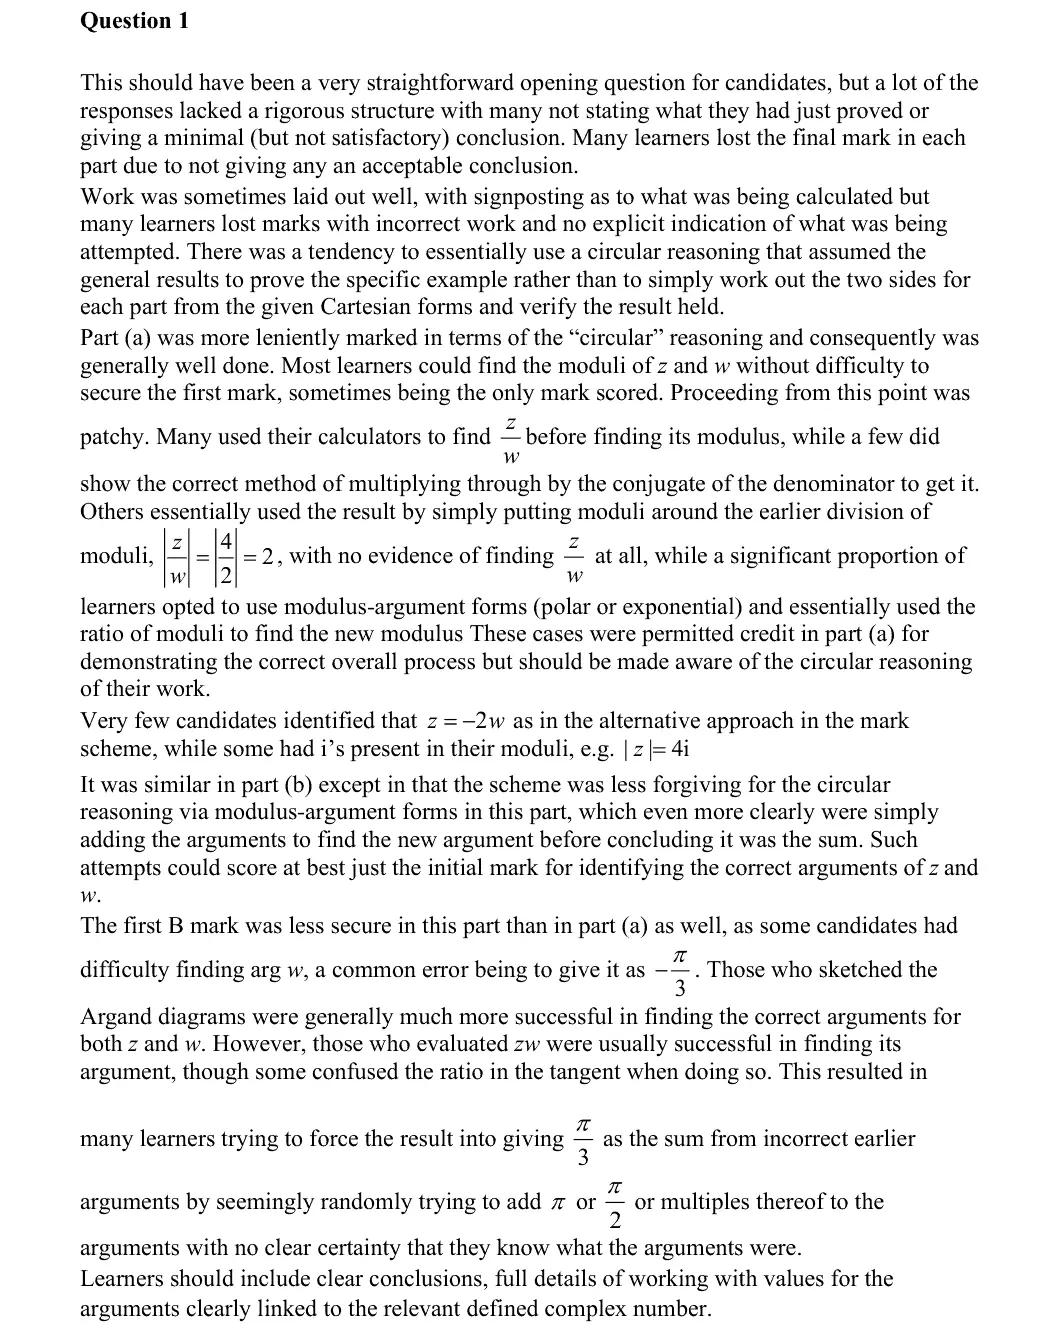 Question 1
This should have been a very straightforward opening question for candidates, but a lot of the
responses lacked a rigorous structure with many not stating what they had just proved or
giving a minimal (but not satisfactory) conclusion. Many learners lost the final mark in each
part due to not giving any an acceptable conclusion.
Work was sometimes laid out well, with signposting as to what was being calculated but
many learners lost marks with incorrect work and no explicit indication of what was being
attempted. There was a tendency to essentially use a circular reasoning that assumed the
general results to prove the specific example rather than to simply work out the two sides for
each part from the given Cartesian forms and verify the result held.
Part (a) was more leniently marked in terms of the “circular” reasoning and consequently was
generally well done. Most learners could find the moduli of z and w without difficulty to
secure the first mark, sometimes being the only mark scored. Proceeding from this point was
patchy. Many used their calculators to find z/w before finding its modulus, while a few did
show the correct method of multiplying through by the conjugate of the denominator to get it.
Others essentially used the result by simply putting moduli around the earlier division of
moduli, |z/w| = |4/2| = 2, with no evidence of finding z/w at all, while a significant proportion of
learners opted to use modulus-argument forms (polar or exponential) and essentially used the
ratio of moduli to find the new modulus These cases were permitted credit in part (a) for
demonstrating the correct overall process but should be made aware of the circular reasoning
of their work.
Very few candidates identified that z = −2w as in the alternative approach in the mark
scheme, while some had i’s present in their moduli, e.g. | z |= 4i
It was similar in part (b) except in that the scheme was less forgiving for the circular
reasoning via modulus-argument forms in this part, which even more clearly were simply
adding the arguments to find the new argument before concluding it was the sum. Such
attempts could score at best just the initial mark for identifying the correct arguments of z and
w.
The first B mark was less secure in this part than in part (a) as well, as some candidates had
difficulty finding arg w, a common error being to give it as −π/3. Those who sketched the
Argand diagrams were generally much more successful in finding the correct arguments for
both z and w. However, those who evaluated zw were usually successful in finding its
argument, though some confused the ratio in the tangent when doing so. This resulted in
many learners trying to force the result into giving π/3 as the sum from incorrect earlier
arguments by seemingly randomly trying to add π or π/2 or multiples thereof to the
arguments with no clear certainty that they know what the arguments were.
Learners should include clear conclusions, full details of working with values for the
arguments clearly linked to the relevant defined complex number.